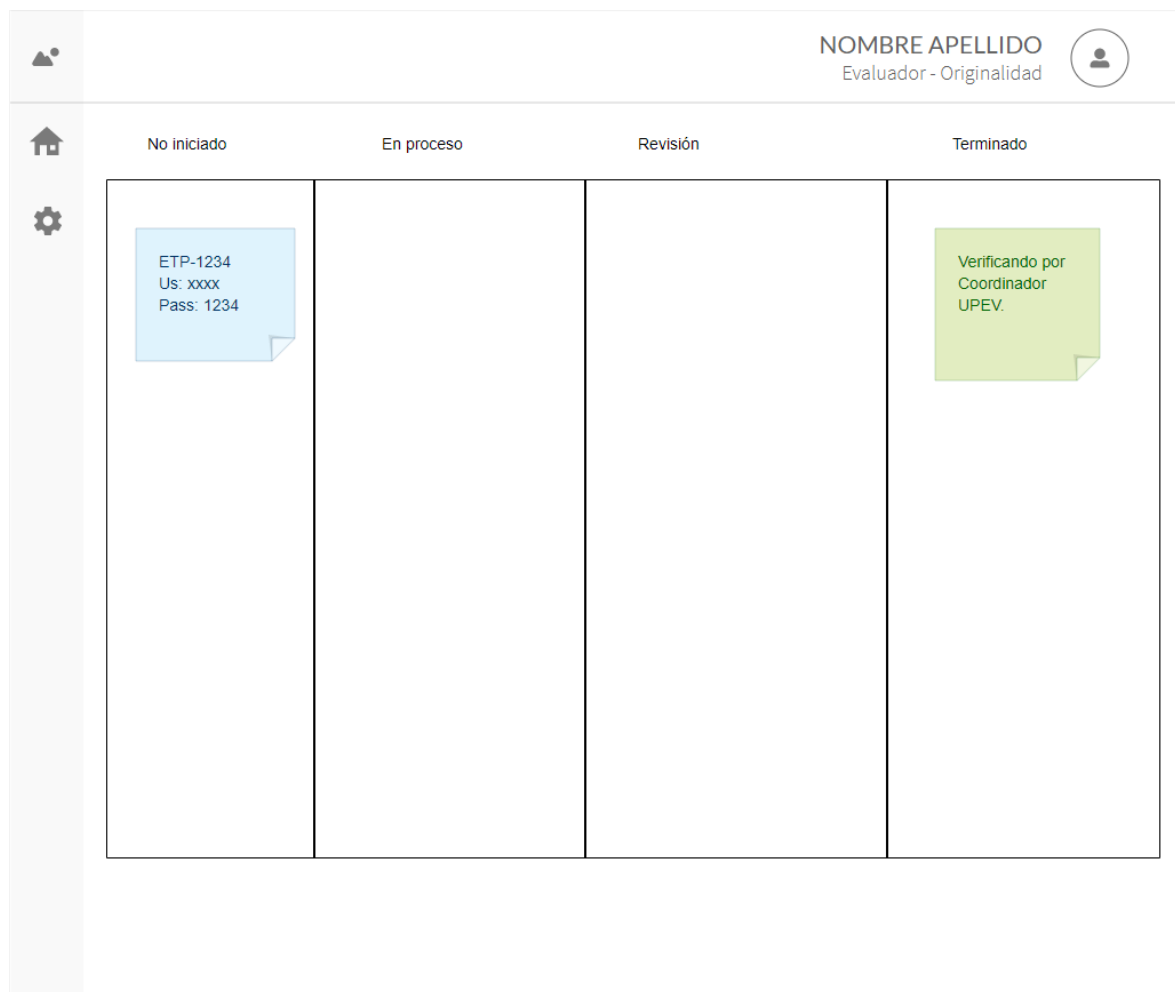 NOMBRE APELLIDO
Evaluador - Originalidad
No iniciado
En proceso
Revisión
Terminado
ETP-1234
Us: xxxx
Pass: 1234
Verificando por
Coordinador
UPEV.